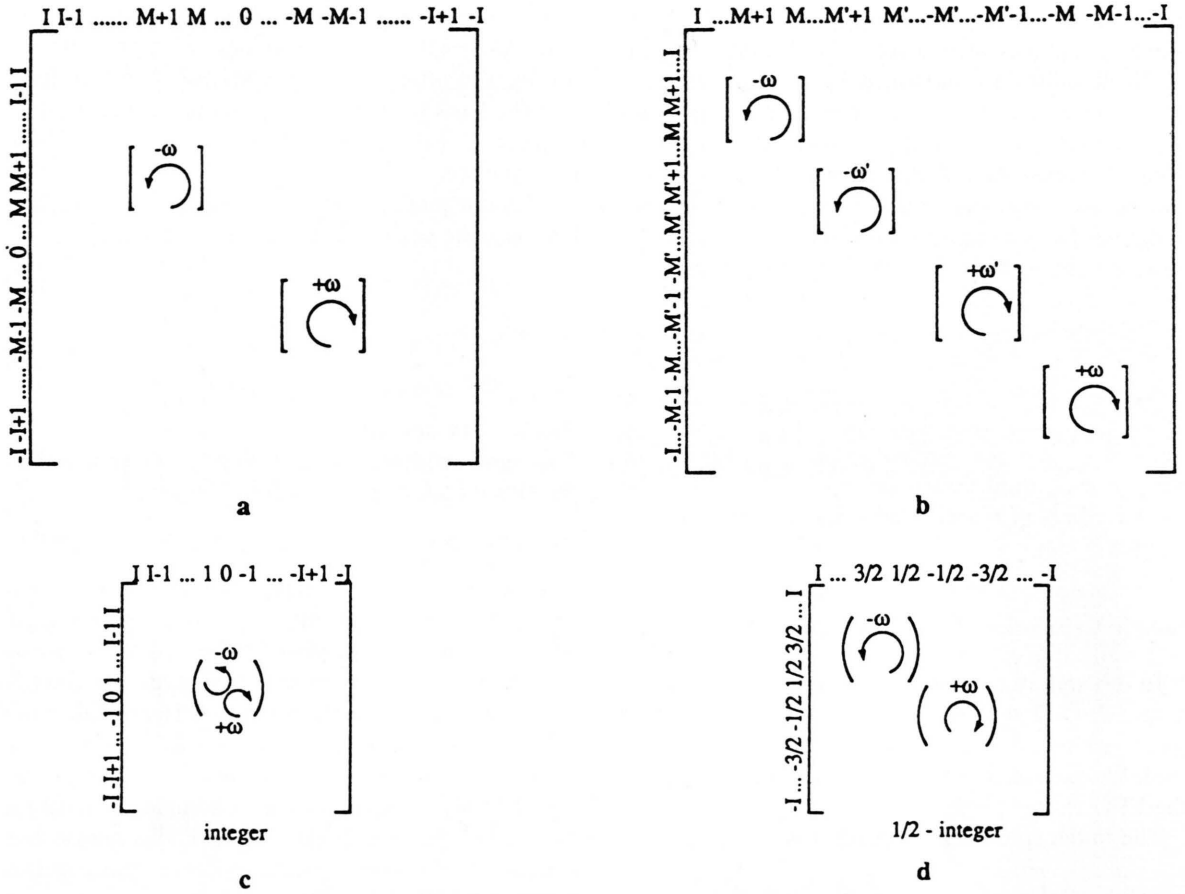 I I-1 ...... M+1 M ... 0 ... -M -M-1 ...... -I+1 -I
-I -I+1 ...... -M-1 -M ... 0 ... M M+1 ...... I-1 I
-ω
+ω
a
I ...M+1 M...M'+1 M'...-M'...-M'-1...-M -M-1...-I
-I...-M-1 -M...-M'-1 -M'...M' M'+1...M M+1...I
-ω
-ω'
+ω'
+ω
b
I I-1 ... 1 0 -1 ... -I+1 -I
-I -I+1 ... -1 0 1 ... I-1 I
-ω
+ω
integer
c
I ... 3/2 1/2 -1/2 -3/2 ... -I
-I ... -3/2 -1/2 1/2 3/2 ... I
-ω
+ω
1/2 - integer
d